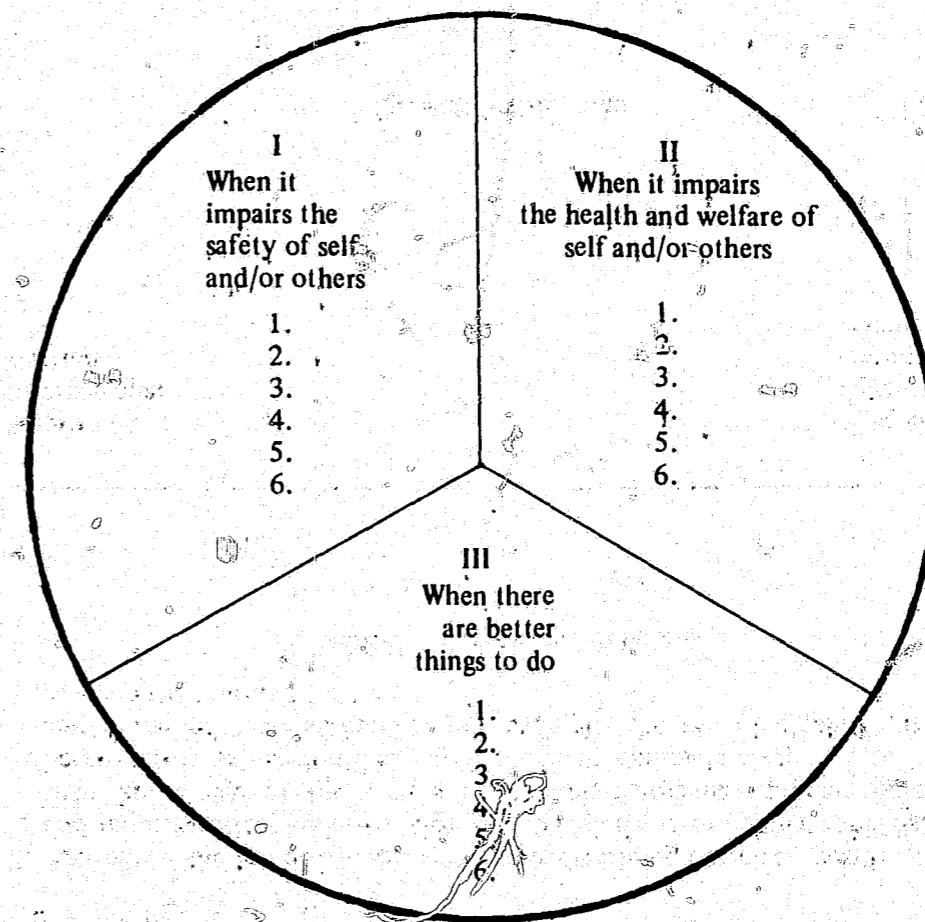 I
When it
impairs the
safety of self
and/or others
1.
2.
3.
4.
5.
6.
II
When it impairs
the health and welfare of
self and/or others
1.
2.
3.
4.
5.
6.
III
When there
are better
things to do
1.
2.
3.
4
5
6.